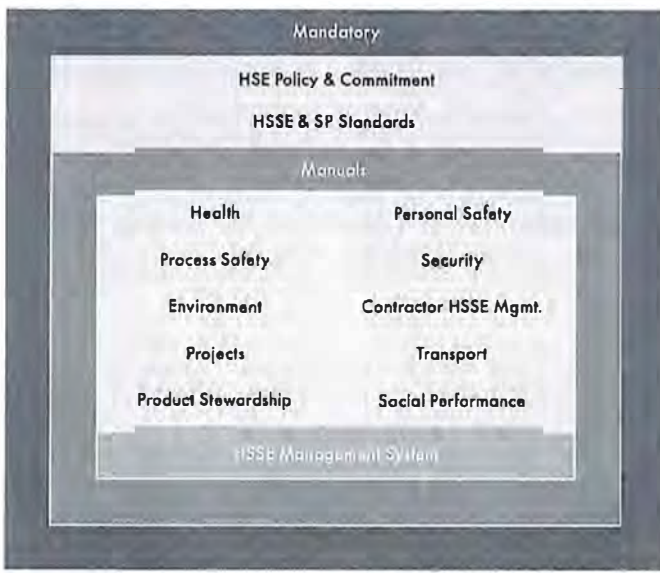 Mandatory
HSE Policy & Commitment
HSSE & SP Standards
Manuals
Health Personal Safety
Process Safety Security
Environment Contractor HSSE Mgmt.
Projects Transport
Product Stewardship Social Performance
HSSE Management System